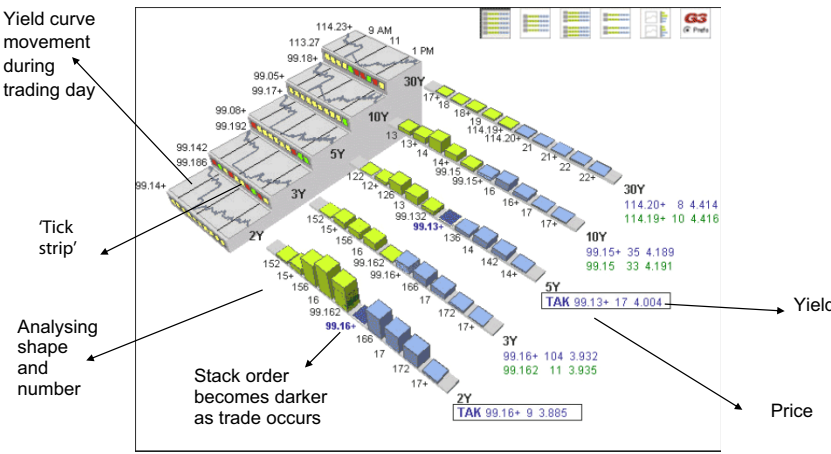 Yield curve
movement
during
trading day
'Tick
strip'
Analysing
shape
and
number
Stack order
becomes darker
as trade occurs
Yield
Price
G3
Prefs
114.23+
9 AM
113.27
11
99.18+
1 PM
30Y
99.05+
99.17+
10Y
99.08+
99.192
5Y
99.142
99.186
3Y
99.14+
2Y
17+
18
18+
19
114.19+
114.20+
21
21+
22
22+
30Y
114.20+ 8 4.414
114.19+ 10 4.416
13
13+
14
14+
99.15
99.15+
16
16+
17
17+
10Y
99.15+ 35 4.189
99.15 33 4.191
122
12+
126
13
99.132
99.13+
136
14
142
14+
5Y
TAK 99.13+ 17 4.004
152
15+
156
16
99.162
99.16+
166
17
172
17+
3Y
99.16+ 104 3.932
99.162 11 3.935
152
15+
156
16
99.162
99.16+
166
17
172
17+
2Y
TAK 99.16+ 9 3.885